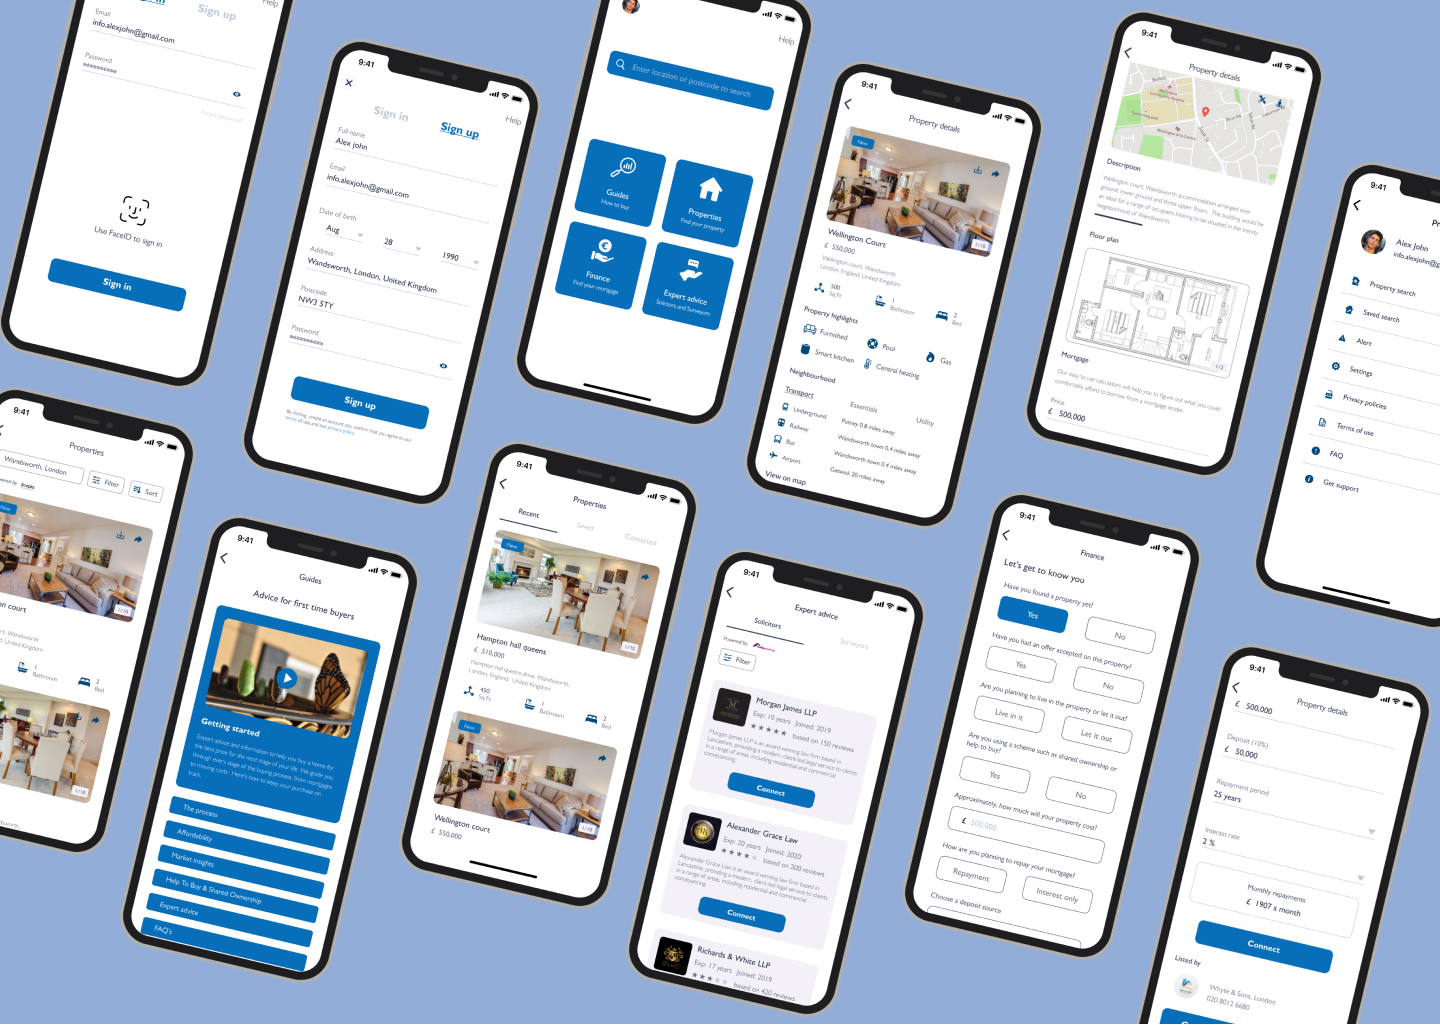 Help
Sign up
Email
info.alexjohn@gmail.com
Password
**********
Forgot password?
Use FaceID to sign in
Sign in
9:41
Sign in
Sign up
Help
Full name
Alex john
Email
info.alexjohn@gmail.com
Date of birth
Aug
28
1990
Address
Wandsworth, London, United Kingdom
Postcode
NW3 5TY
Password
**********
Sign up
By clicking create an account you confirm that you agree to our
terms of use and our privacy policy.
Help
Enter location or postcode to search
Guides
How to buy
Properties
Find your property
Finance
Find your mortgage
Expert advice
Solicitors and Surveyors
9:41
Property details
New
1/10
Wellington Court
£ 550,000
Wellington court, Wandsworth
London, England, United Kingdom
500
Sq.Ft
1
Bathroom
2
Bed
Property highlights
Furnished
Pool
Gas
Smart kitchen
Central heating
Neighbourhood
Transport
Essentials
Utility
Underground
Putney 0.8 miles away
Railway
Wandsworth town 0.4 miles away
Bus
Wandsworth town 0.4 miles away
Airport
Gatwick 20 miles away
View on map
9:41
Property details
Description
Wellington court, Wandsworth accommodation arranged over
ground, lower ground and three upper floors. The building would be
an ideal for a range of occupiers looking to be situated in the trendy
neighborhood of Wandsworth.
Floor plan
1/2
Mortgage
Our easy to use calculators will help you to figure out what you could
comfortably afford to borrow from a mortgage lender.
Price
£ 500,000
9:41
Alex John
info.alexjohn@g
Property search
Saved search
Alert
Settings
Privacy policies
Terms of use
FAQ
Get support
9:41
Properties
Wandsworth, London
Filter
Sort
New
1/10
on court
rt, Wandsworth
, United Kingdom
1
Bathroom
2
Bed
1/10
9:41
Guides
Advice for first time buyers
Getting started
Expert advice and information to help you buy a home for
the best price for the next stage of your life. We guide you
through every stage of the buying process, from mortgages
to moving costs. Here's how to keep your purchase on
track.
The process
Affordability
Market insights
Help To Buy & Shared Ownership
Expert advice
FAQ's
9:41
Properties
Recent
Saved
Contacted
New
1/10
Hampton hall queens
£ 510,000
Hampton hall queens drive, Wandsworth,
London, England, United Kingdom
450
Sq.Ft
1
Bathroom
2
Bed
New
1/10
Wellington court
£ 550,000
9:41
Expert advice
Solicitors
Surveyors
Powered by
Filter
Morgan James LLP
Exp: 10 years Joined: 2019
based on 150 reviews
Morgan James LLP is an award winning law firm based in
Lancashire, providing a modern, client-led legal service to clients
in a range of areas, including residential and commercial
conveyancing.
Connect
Alexander Grace Law
Exp: 20 years Joined: 2020
based on 200 reviews
Alexander Grace Law is an award winning law firm based in
Lancashire, providing a modern, client-led legal service to clients
in a range of areas, including residential and commercial
conveyancing
Connect
Richards & White LLP
Exp: 17 years Joined: 2019
based on 420 reviews
9:41
Finance
Let's get to know you
Have you found s property yet?
Yes
No
Have you had an offer accepted on this property?
Yes
No
Are you planning to live in the property or let it out?
Live in it
Let it out
Are you using a scheme such as shared ownership or
help to buy?
Yes
No
Approximately, how much will your property cost?
£ 500,000
How are you planning to repay your mortgage?
Repayment
Interest only
Choose a deposit source
9:41
Property details
£ 500,000
Deposit (10%)
£ 50,000
Repayment period
25 years
Interest rate
2 %
Monthly repayments
£ 1907 a month
Connect
Listed by
Whyte & Sons, London
020 8012 6680